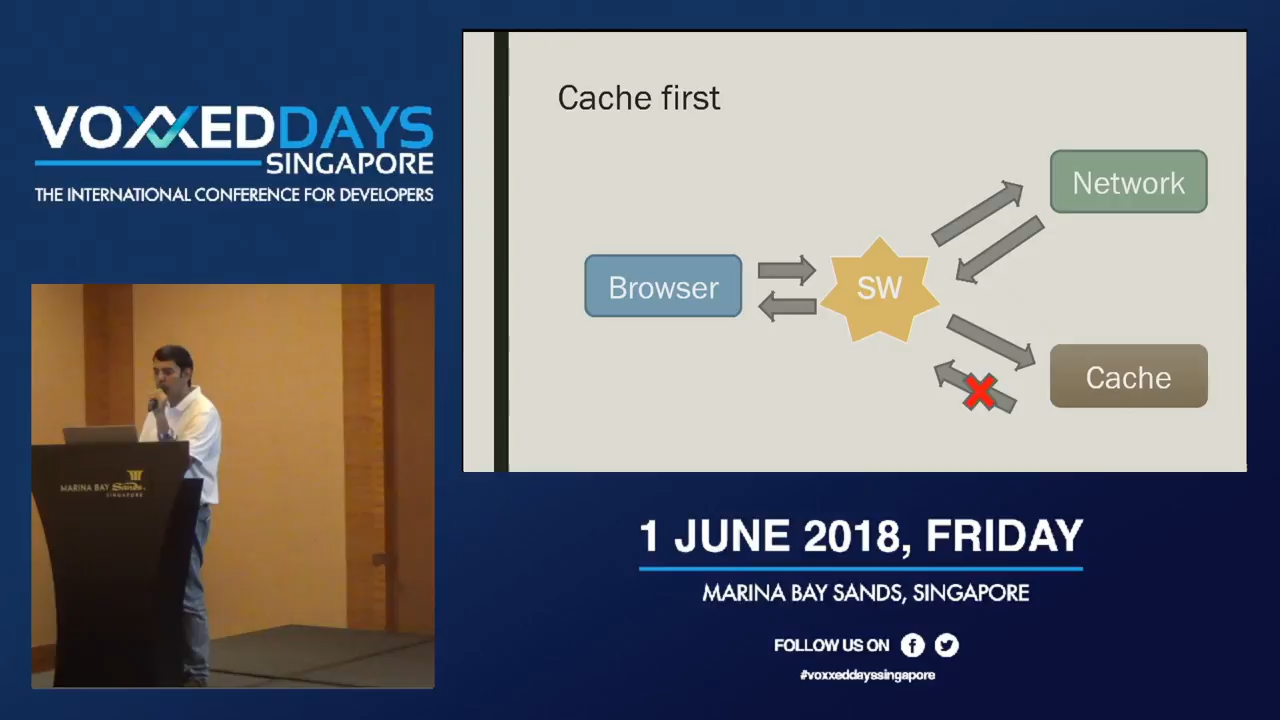 VOXXEDDAYS
SINGAPORE
THE INTERNATIONAL CONFERENCE FOR DEVELOPERS
Cache first
Network
Browser
SW
Cache
MARINA BAY Sands.
SINGAPORE
1 JUNE 2018, FRIDAY
MARINA BAY SANDS, SINGAPORE
FOLLOW US ON
#voxxeddayssingapore